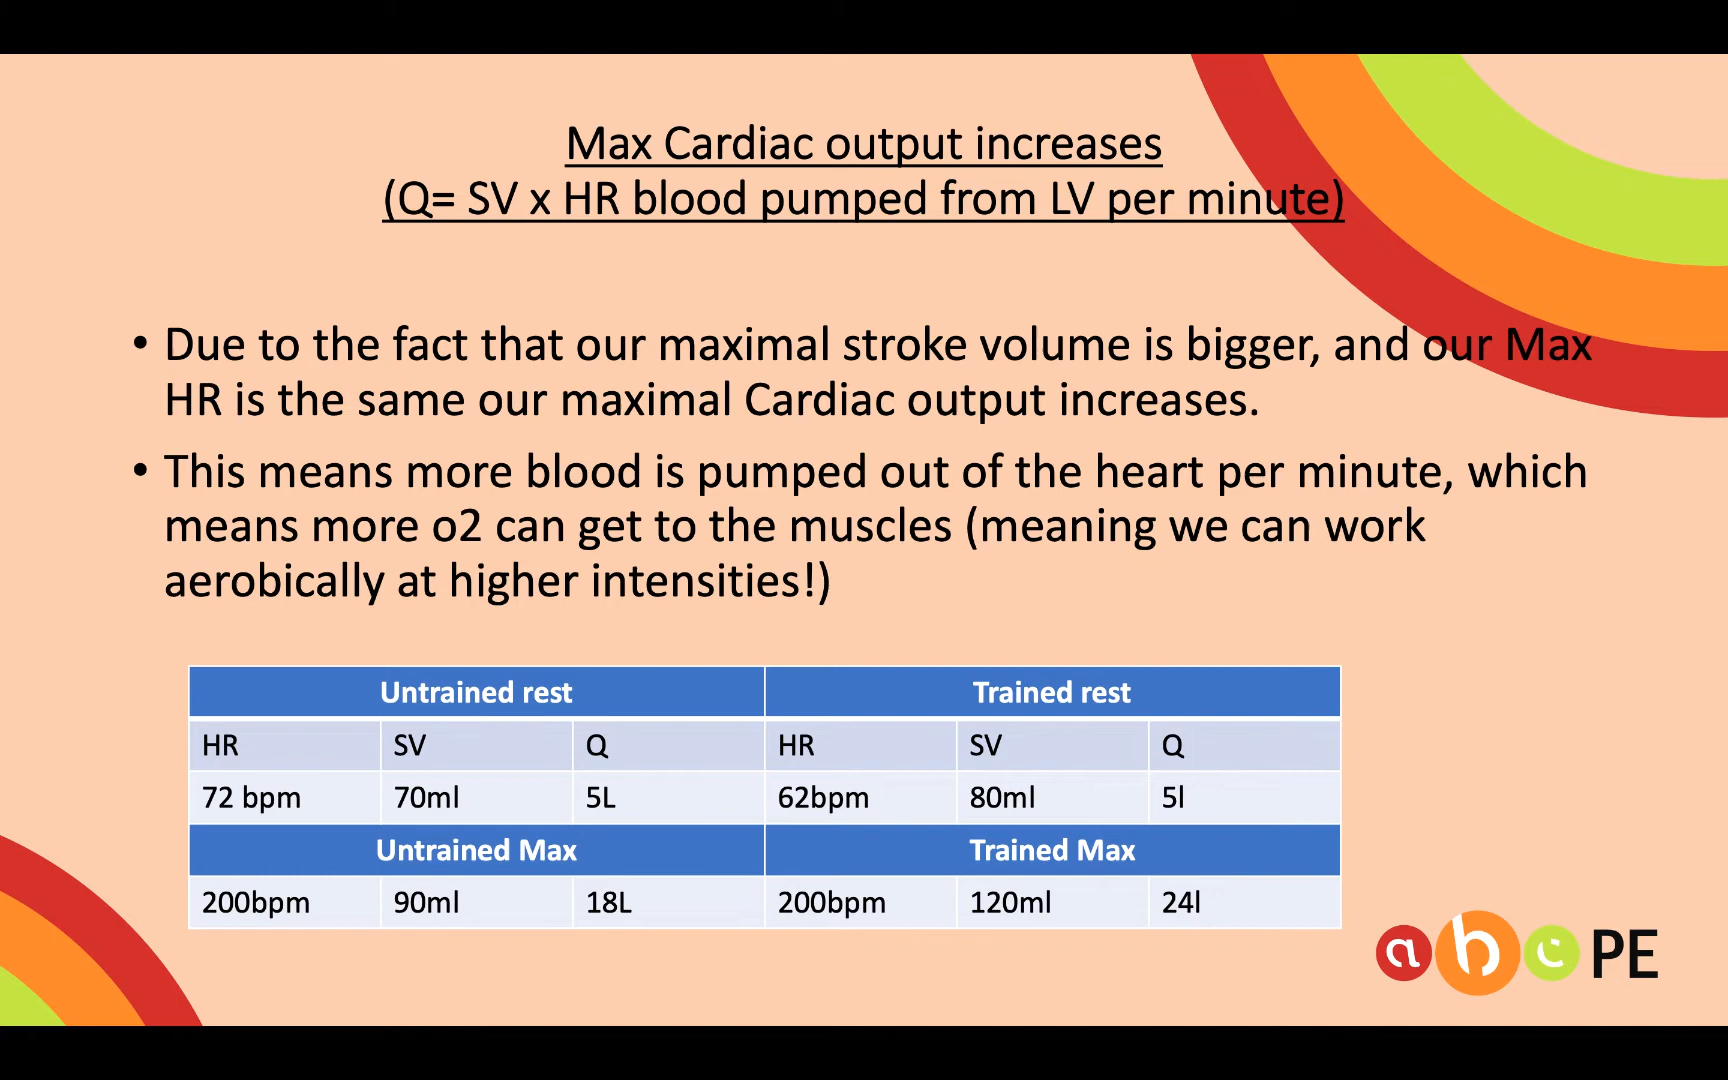 Max Cardiac output increases
(Q= SV x HR blood pumped from LV per minute)
• Due to the fact that our maximal stroke volume is bigger, and our Max
HR is the same our maximal Cardiac output increases.
• This means more blood is pumped out of the heart per minute, which
means more o2 can get to the muscles (meaning we can work
aerobically at higher intensities!)
Untrained rest Trained rest
HR SV Q HR SV Q
72 bpm 70ml 5L 62bpm 80ml 5l
Untrained Max Trained Max
200bpm 90ml 18L 200bpm 120ml 24l
a b c PE